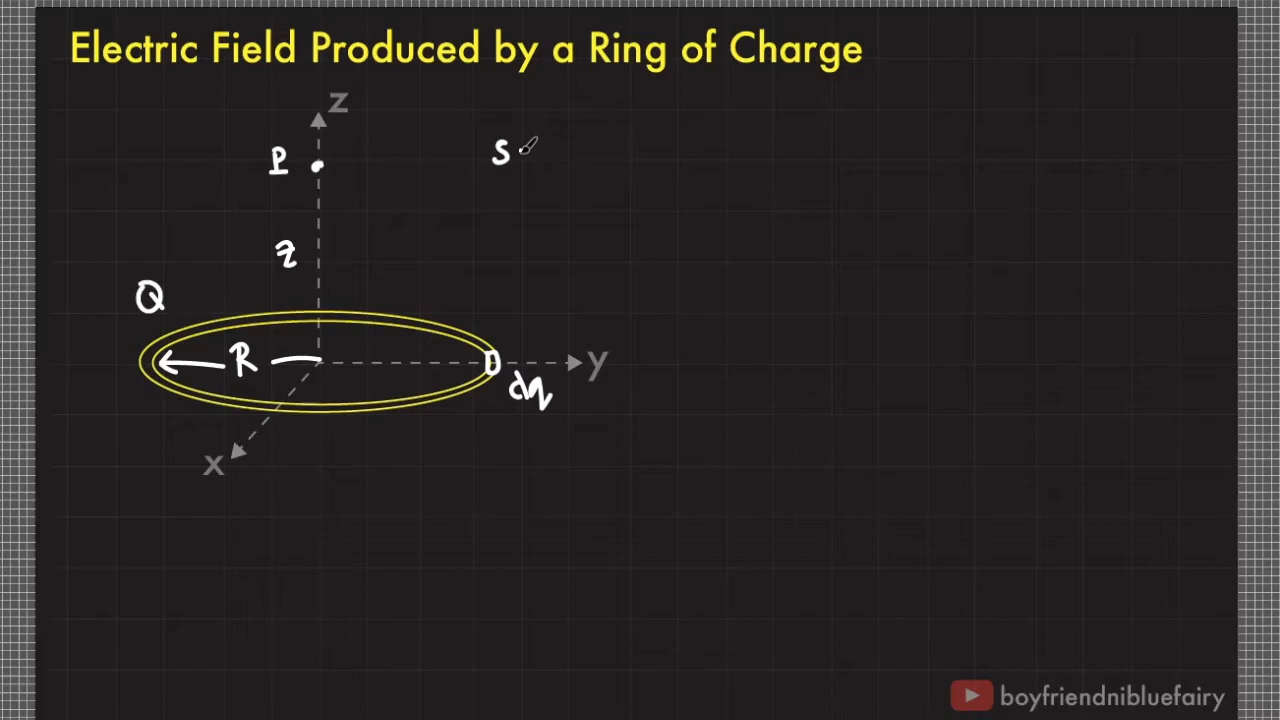 Electric Field Produced by a Ring of Charge
z
P
S
z
Q
R
y
dq
x
boyfriendnibluefairy